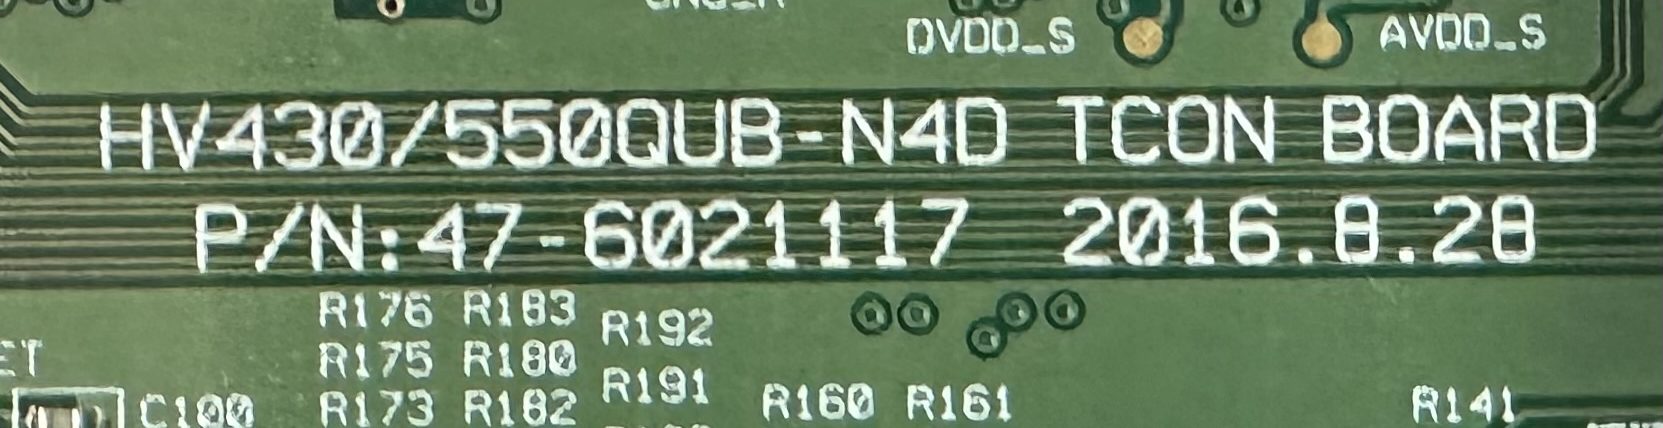 DVDD_S AVDD_S
HV430/550QUB-N4D TCON BOARD
P/N:47-6021117 2016.8.28
R176 R183 R192
R175 R180
R191
C100 R173 R182 R160 R161 R141